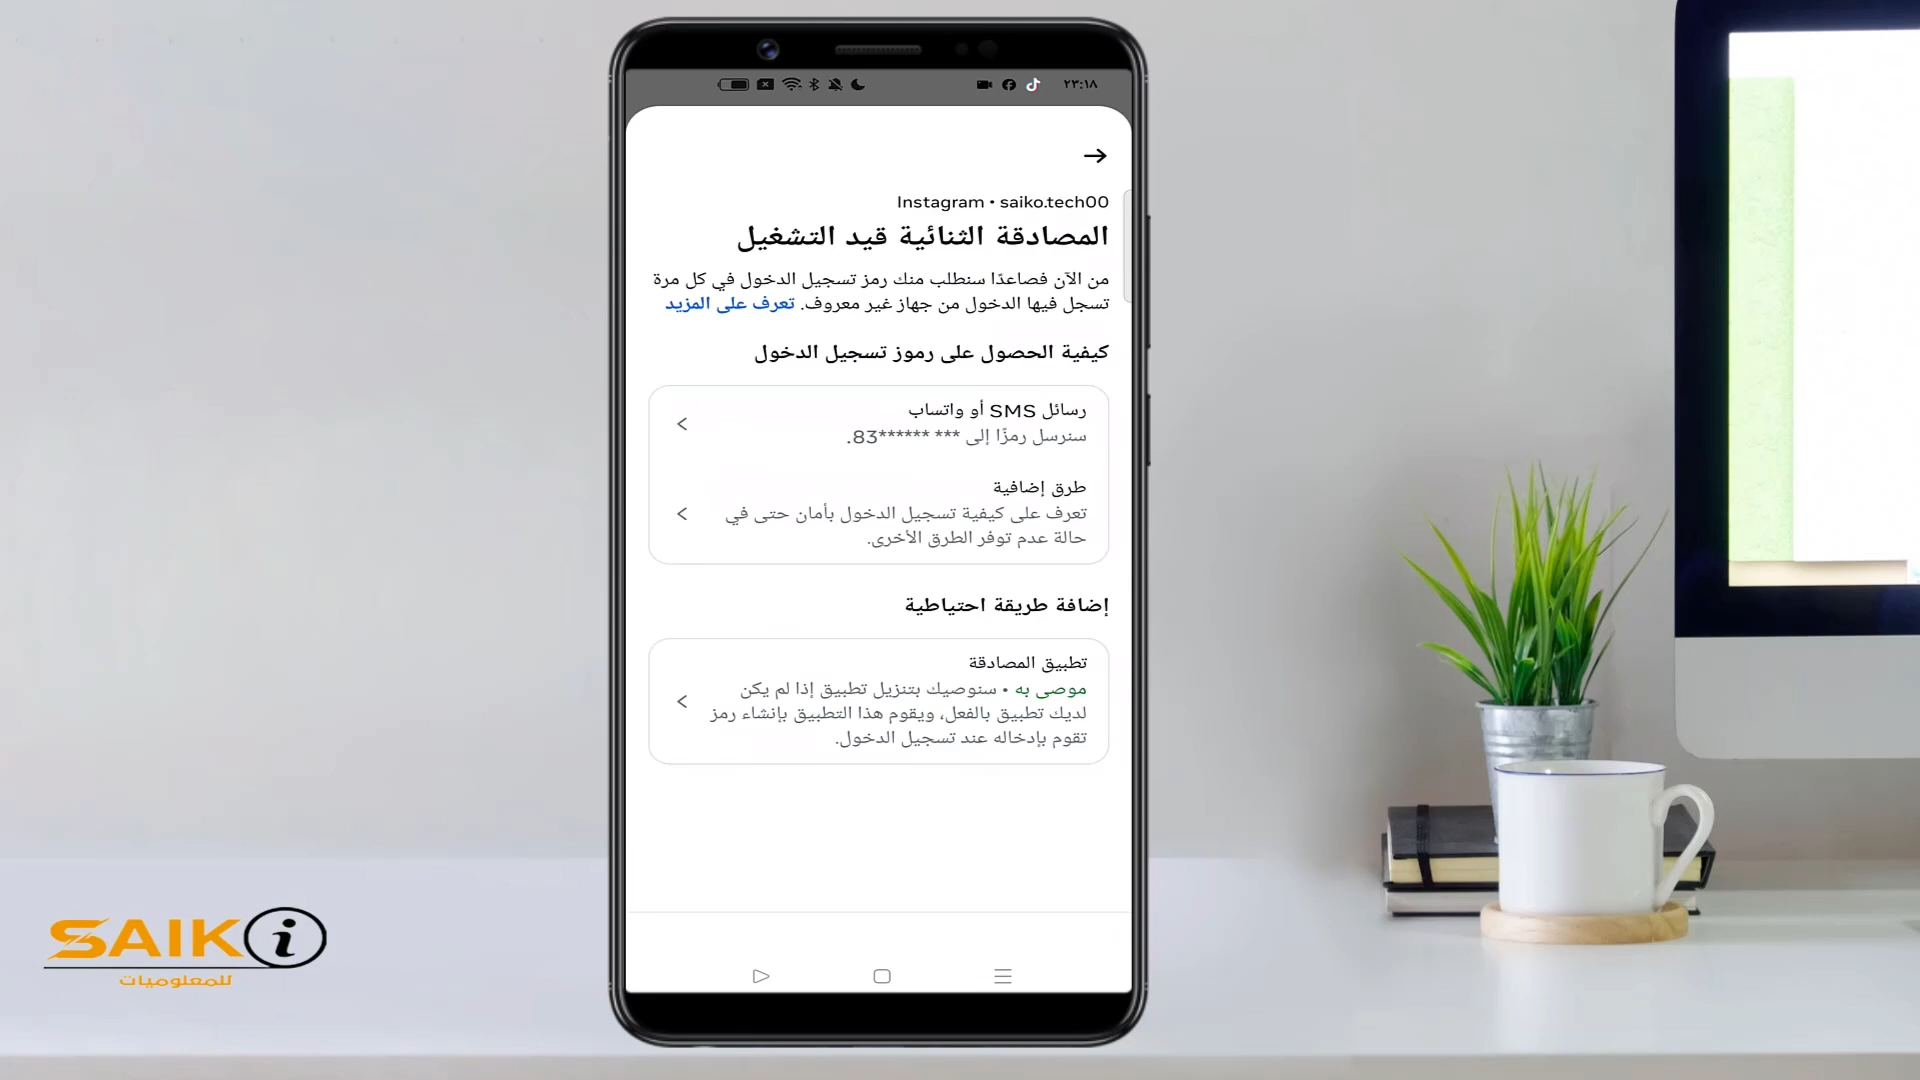 ٢٣:١٨
Instagram • saiko.tech00
المصادقة الثنائية قيد التشغيل
من الآن فصاعدًا سنطلب منك رمز تسجيل الدخول في كل مرة
تسجل فيها الدخول من جهاز غير معروف. تعرف على المزيد
كيفية الحصول على رموز تسجيل الدخول
رسائل SMS أو واتساب
سنرسل رمزًا إلى *** ******83.
طرق إضافية
تعرف على كيفية تسجيل الدخول بأمان حتى في
حالة عدم توفر الطرق الأخرى.
إضافة طريقة احتياطية
تطبيق المصادقة
موصى به • سنوصيك بتنزيل تطبيق إذا لم يكن
لديك تطبيق بالفعل، ويقوم هذا التطبيق بإنشاء رمز
تقوم بإدخاله عند تسجيل الدخول.
SAIKi
للمعلوميات